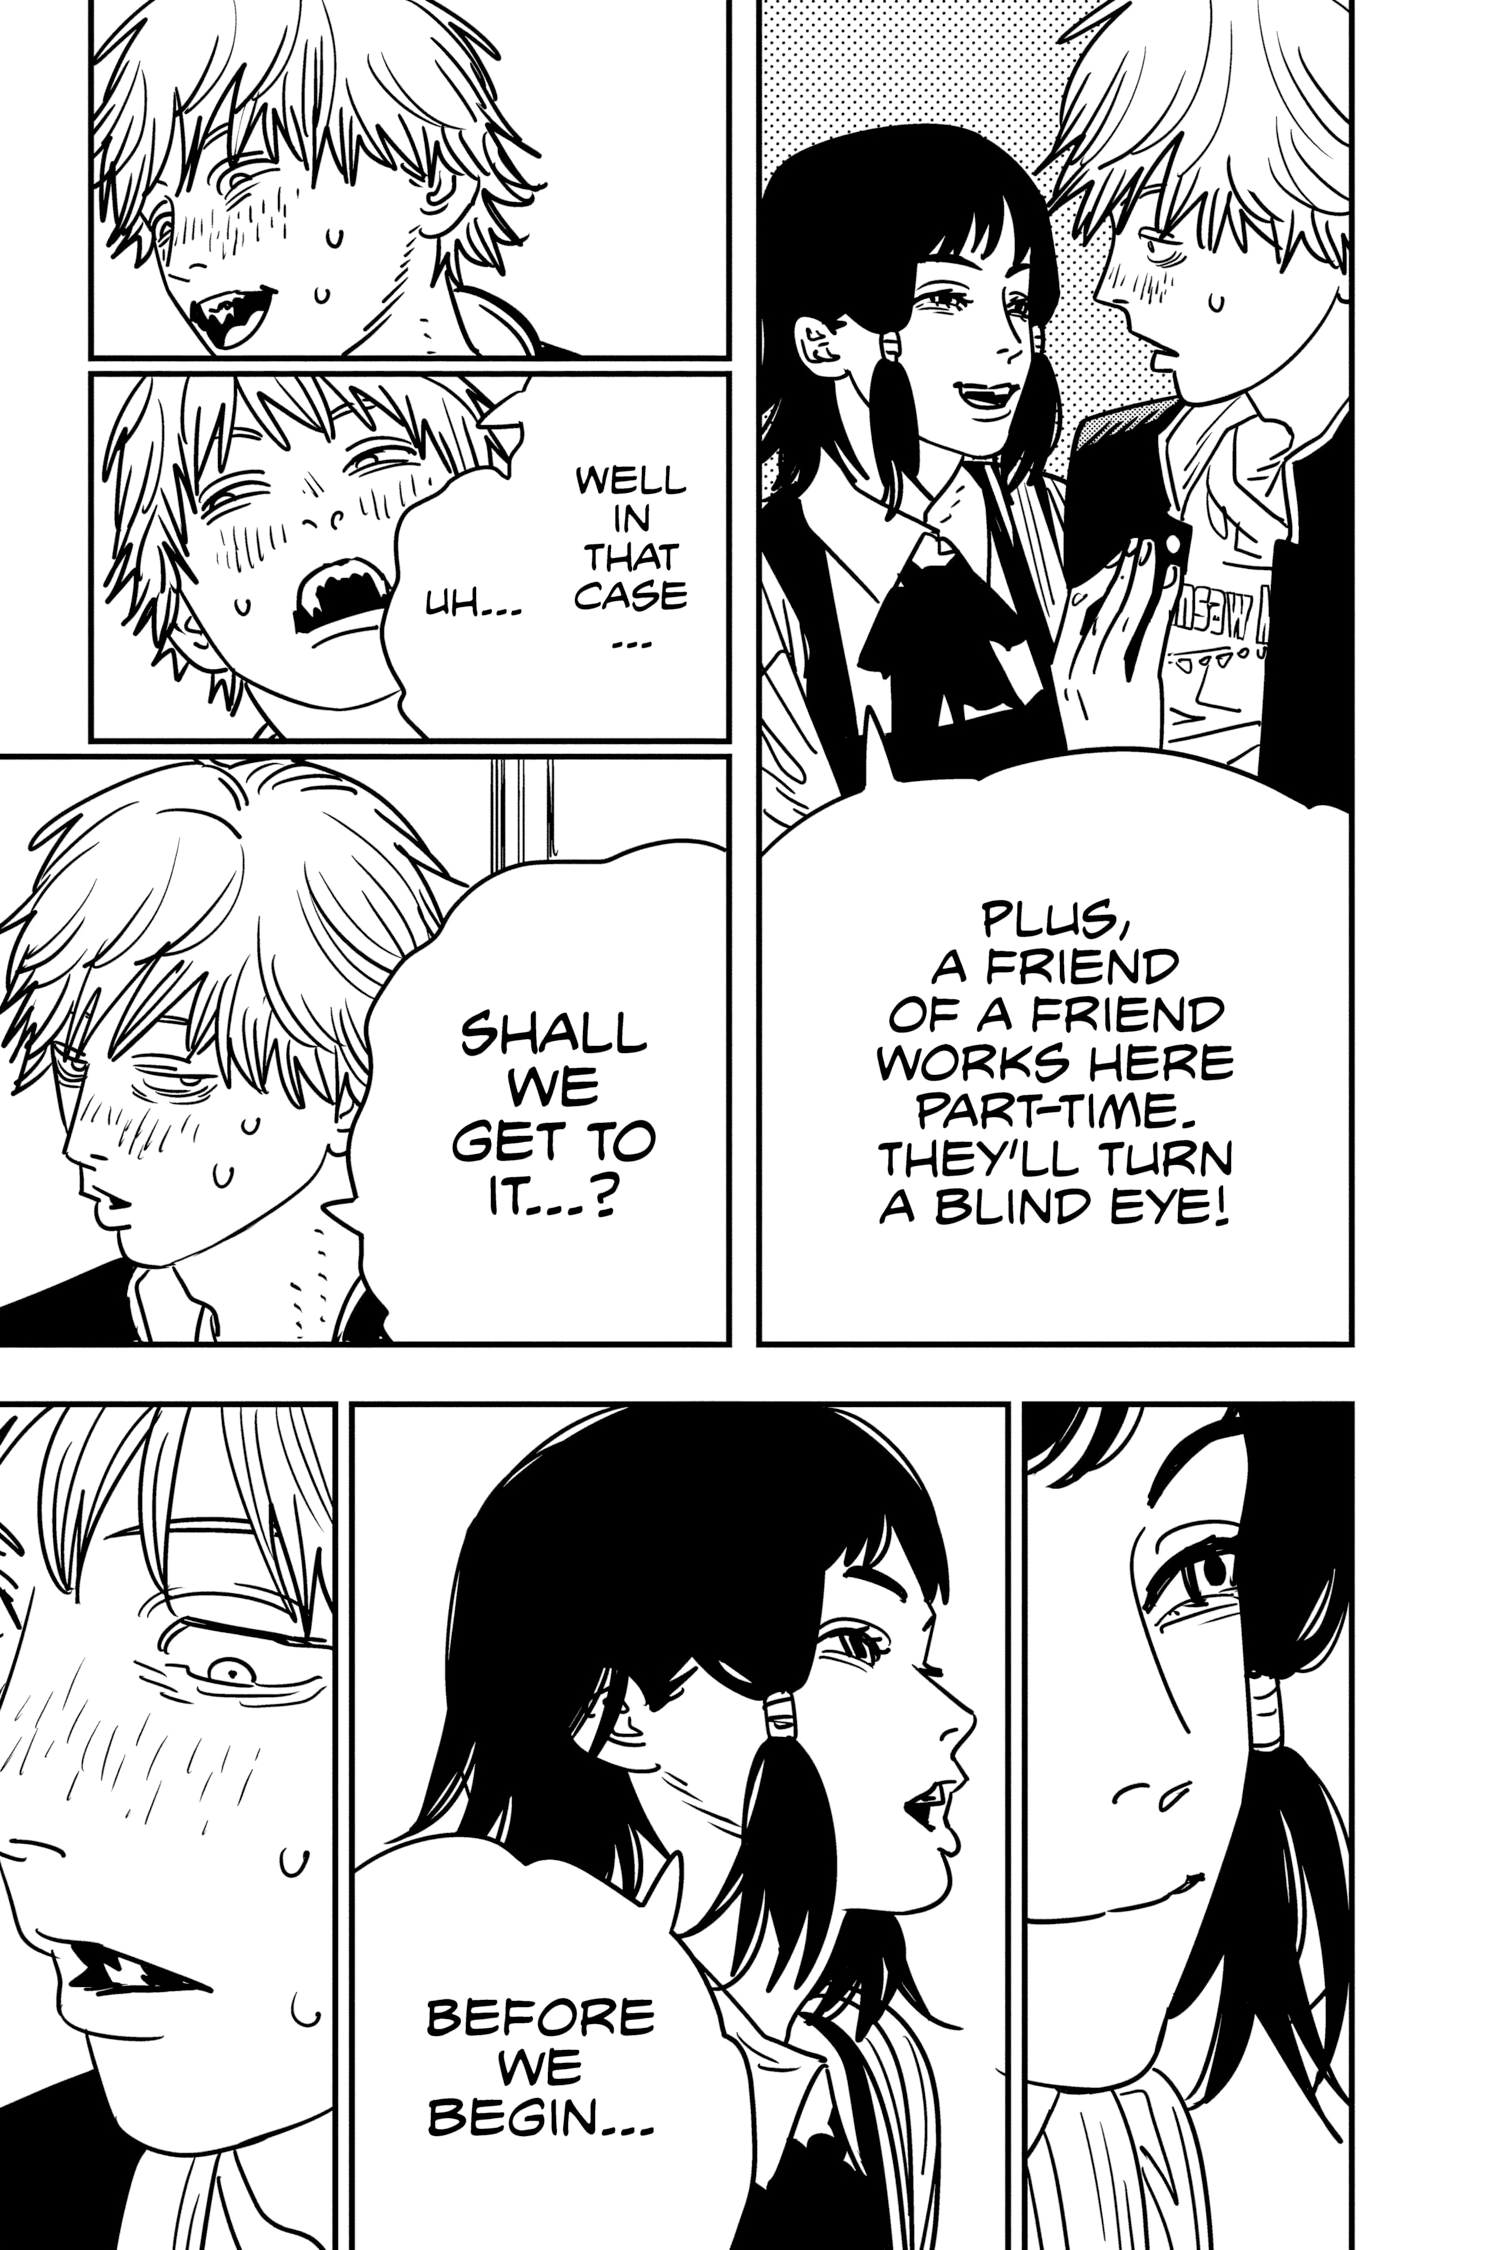 PLUS,
A FRIEND
OF A FRIEND
WORKS HERE
PART-TIME.
THEY'LL TURN
A BLIND EYE!
WELL
IN
THAT
CASE
...
UH...
SHALL
WE
GET TO
IT...?
BEFORE
WE
BEGIN...